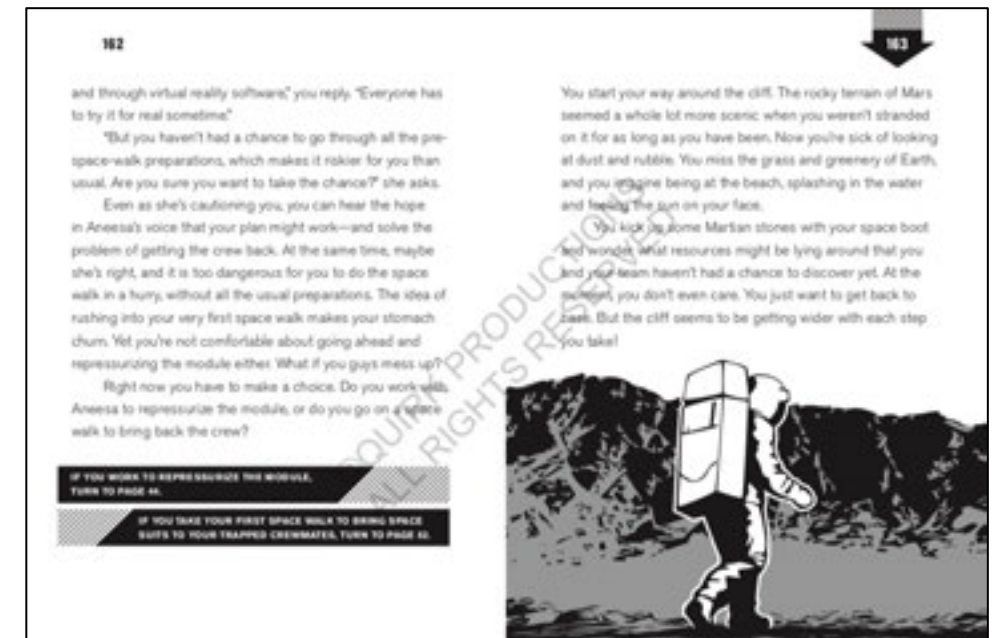 162
and through virtual reality software,” you reply. “Everyone has
to try it for real sometime.”
“But you haven’t had a chance to go through all the pre-
space-walk preparations, which makes it riskier for you than
usual. Are you sure you want to take the chance?” she asks.
Even as she’s cautioning you, you can hear the hope
in Aneesa’s voice that your plan might work—and solve the
problem of getting the crew back. At the same time, maybe
she’s right, and it is too dangerous for you to do the space
walk in a hurry, without all the usual preparations. The idea of
rushing into your very first space walk makes your stomach
churn. Yet you’re not comfortable about going ahead and
repressurizing the module either. What if you guys mess up?
Right now you have to make a choice. Do you work with
Aneesa to repressurize the module, or do you go on a space
walk to bring back the crew?
IF YOU WORK TO REPRESSURIZE THE MODULE,
TURN TO PAGE 44.
IF YOU TAKE YOUR FIRST SPACE WALK TO BRING SPACE
SUITS TO YOUR TRAPPED CREWMATES, TURN TO PAGE 52.
163
You start your way around the cliff. The rocky terrain of Mars
seemed a whole lot more scenic when you weren’t stranded
on it for as long as you have been. Now you’re sick of looking
at dust and rubble. You miss the grass and greenery of Earth,
and you imagine being at the beach, splashing in the water
and feeling the sun on your face.
You kick up some Martian stones with your space boot
and wonder what resources might be lying around that you
and your team haven’t had a chance to discover yet. At the
moment, you don’t even care. You just want to get back to
base. But the cliff seems to be getting wider with each step
you take!
QUIRK PRODUCTIONS
ALL RIGHTS RESERVED